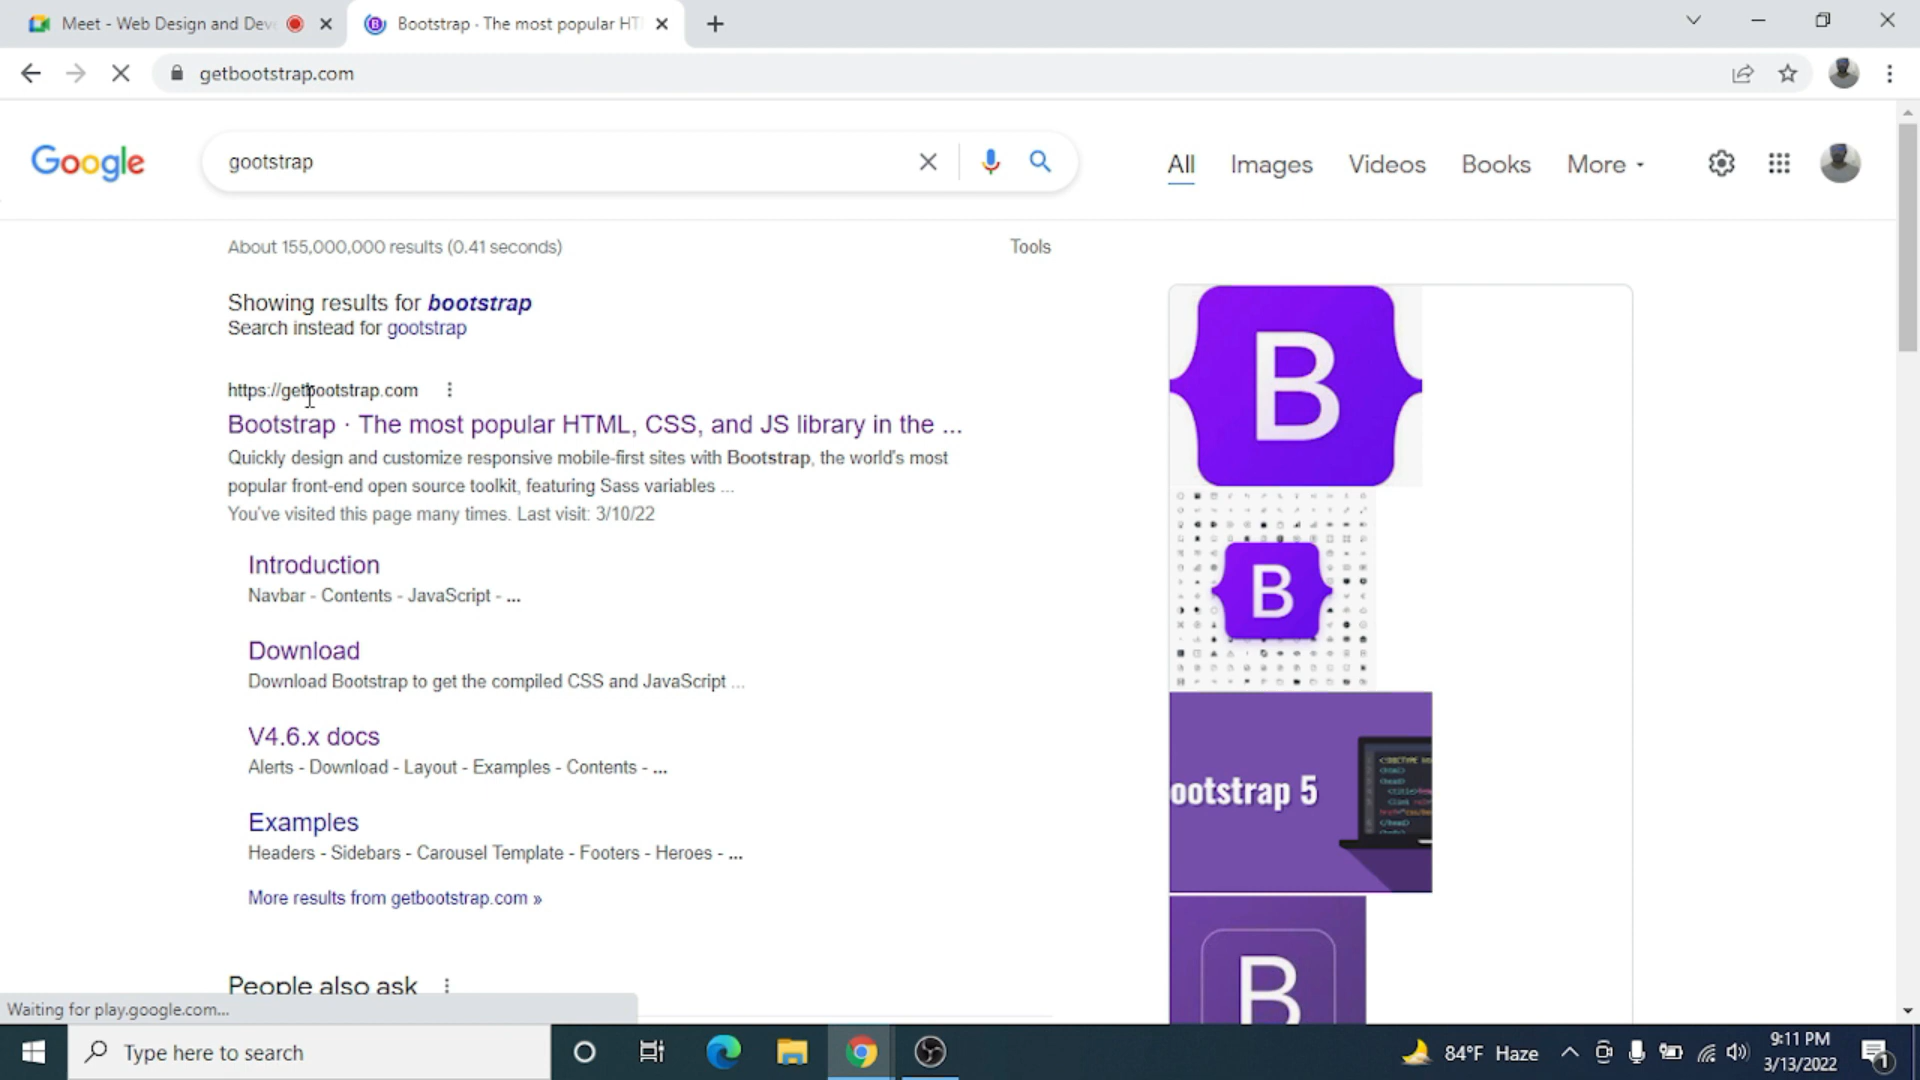 Meet - Web Design and Dev
Bootstrap · The most popular HT
getbootstrap.com
Google
gootstrap
All
Images
Videos
Books
More
About 155,000,000 results (0.41 seconds)
Tools
Showing results for bootstrap
Search instead for gootstrap
https://getbootstrap.com
Bootstrap · The most popular HTML, CSS, and JS library in the ...
Quickly design and customize responsive mobile-first sites with Bootstrap, the world's most
popular front-end open source toolkit, featuring Sass variables ...
You've visited this page many times. Last visit: 3/10/22
Introduction
Navbar - Contents - JavaScript - ...
Download
Download Bootstrap to get the compiled CSS and JavaScript ...
V4.6.x docs
Alerts - Download - Layout - Examples - Contents - ...
Examples
Headers - Sidebars - Carousel Template - Footers - Heroes - ...
More results from getbootstrap.com »
People also ask
B
B
ootstrap 5
B
Waiting for play.google.com...
Type here to search
84°F Haze
9:11 PM
3/13/2022
1